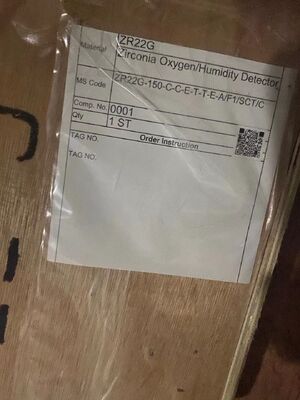 Material ZR22G
Zirconia Oxygen/Humidity Detector
MS Code ZR22G-150-C-C-E-T-T-E-A/F1/SCT/C
Comp. No. 0001
Qty 1 ST
TAG NO. Order Instruction
TAG NO.